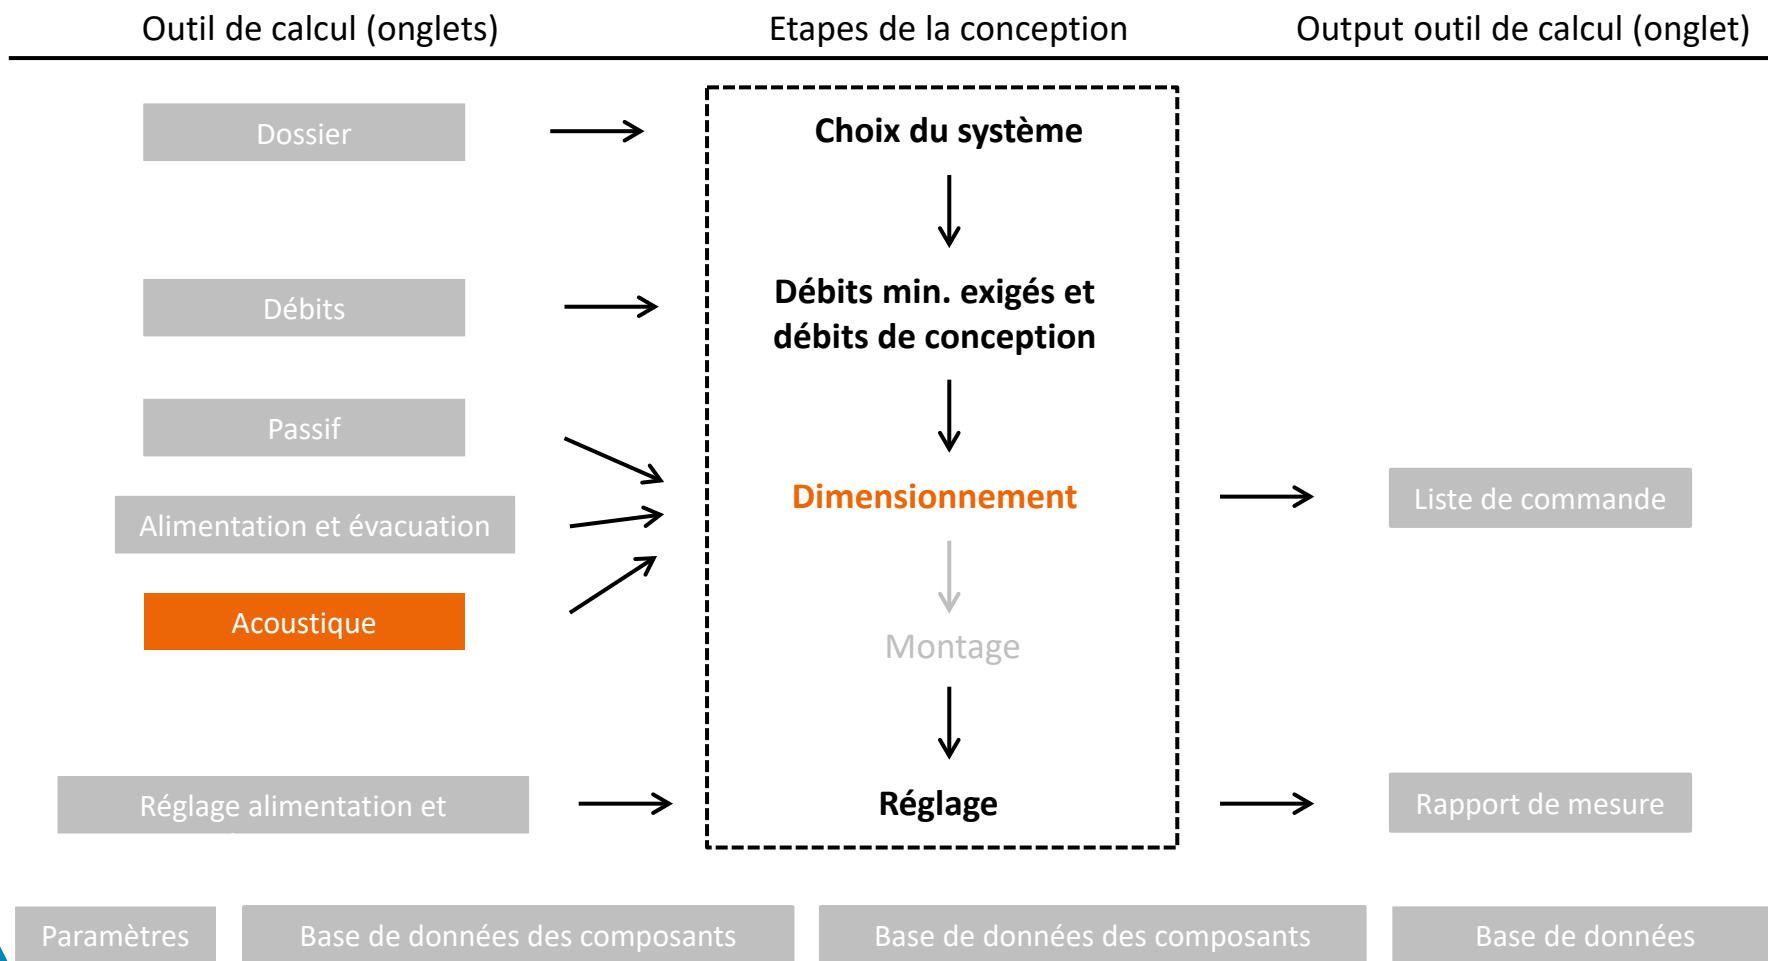 Outil de calcul (onglets)
Etapes de la conception
Output outil de calcul (onglet)
Dossier
Choix du système
Débits
Débits min. exigés et
débits de conception
Passif
Alimentation et évacuation
Dimensionnement
Liste de commande
Acoustique
Montage
Réglage alimentation et
Réglage
Rapport de mesure
Paramètres
Base de données des composants
Base de données des composants
Base de données